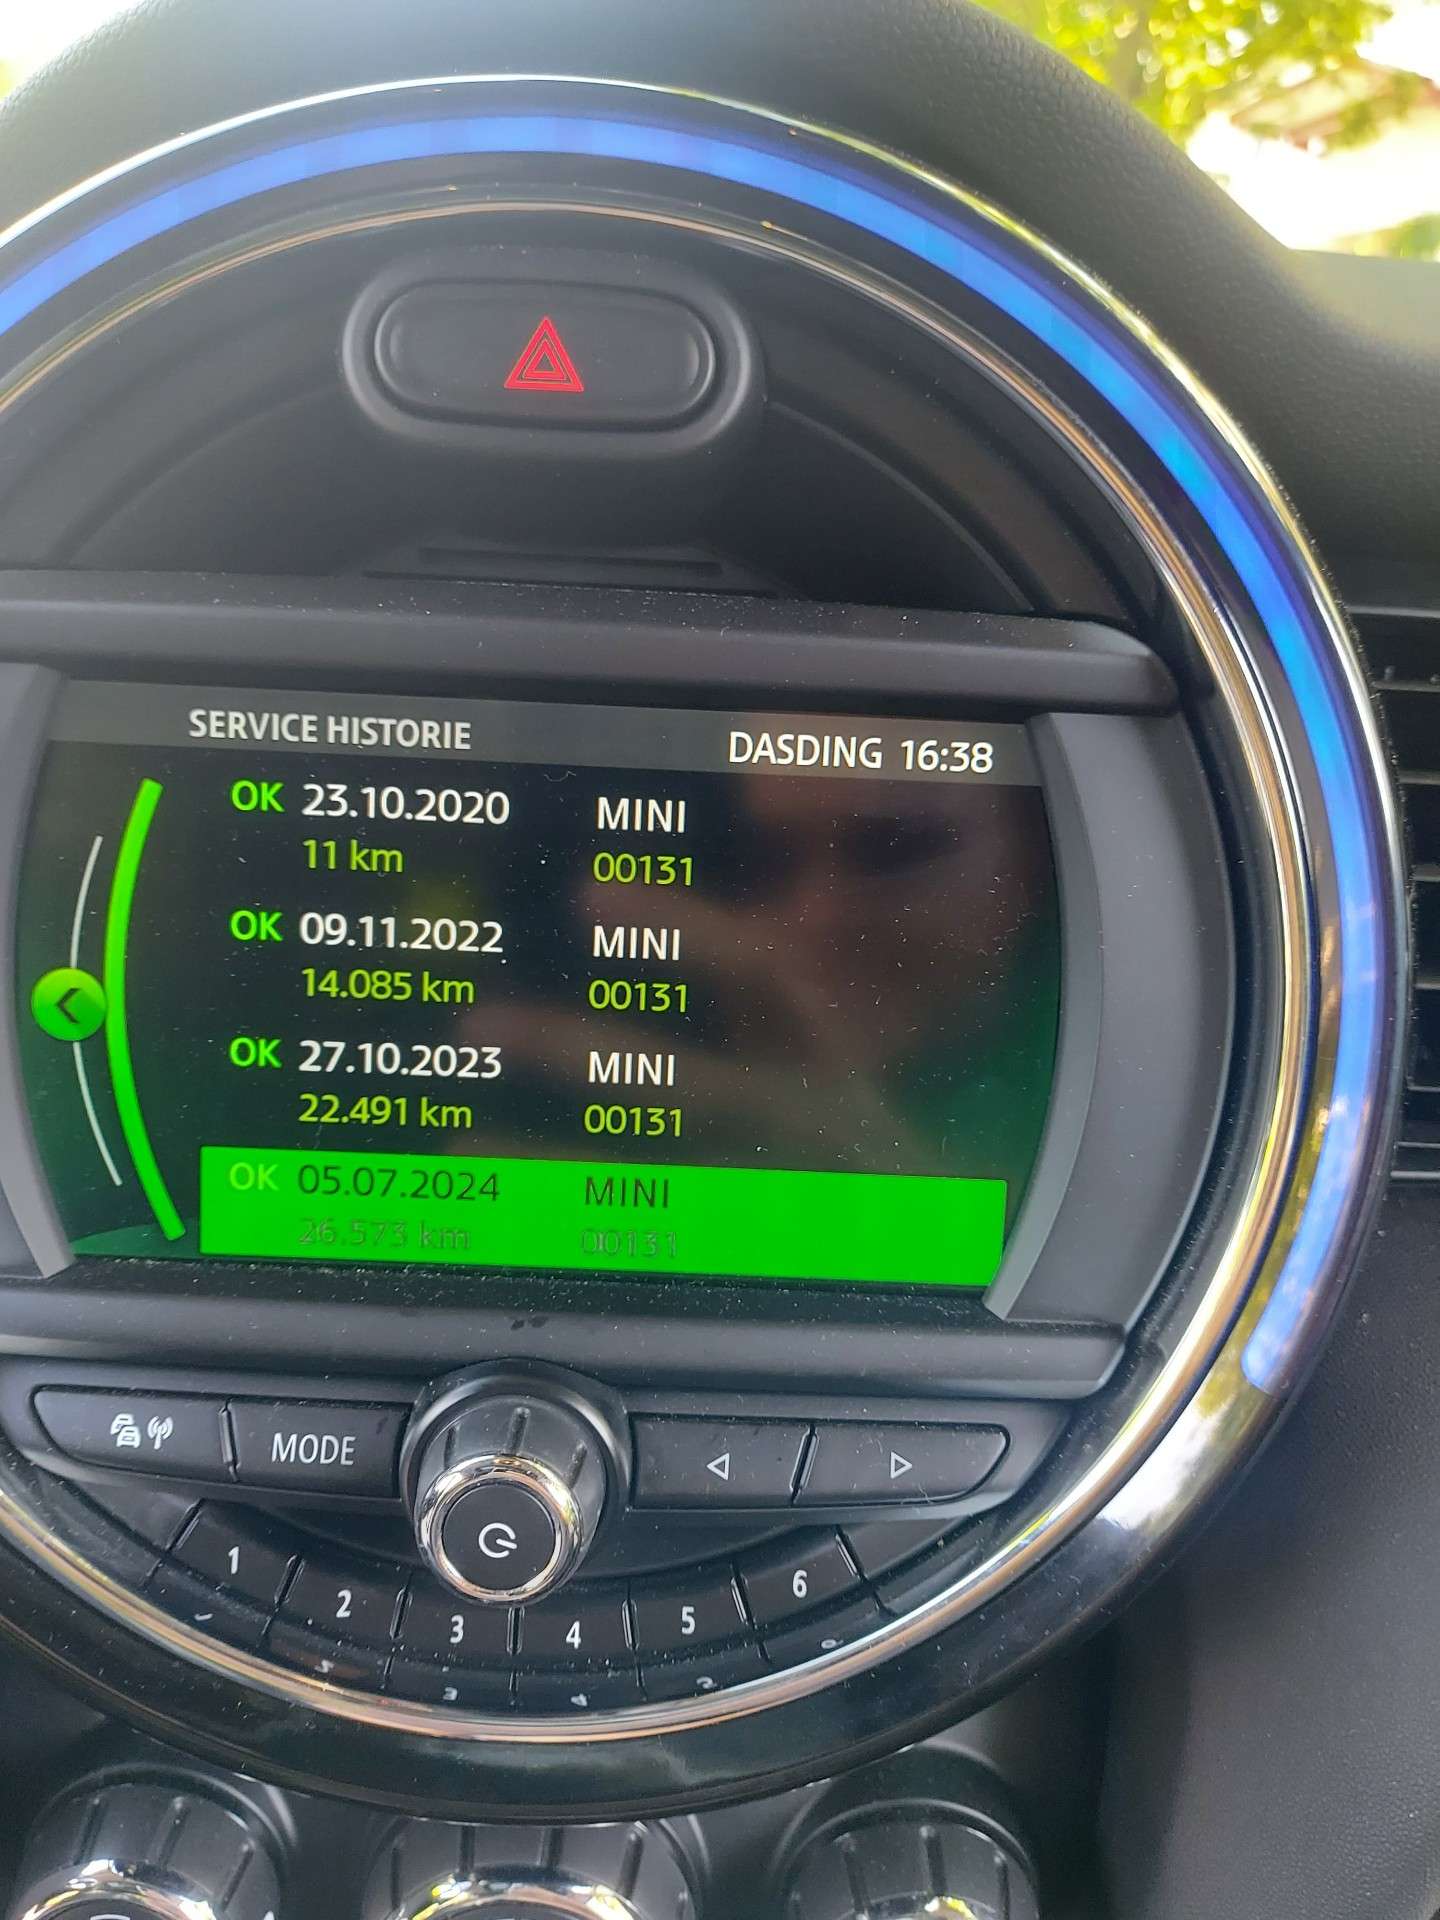 SERVICE HISTORIE DASDING 16:38
OK 23.10.2020 MINI
11 km 00131
OK 09.11.2022 MINI
14.085 km 00131
OK 27.10.2023 MINI
22.491 km 00131
OK 05.07.2024 MINI
26.573 km 00131
MODE
1 2 3 4 5 6